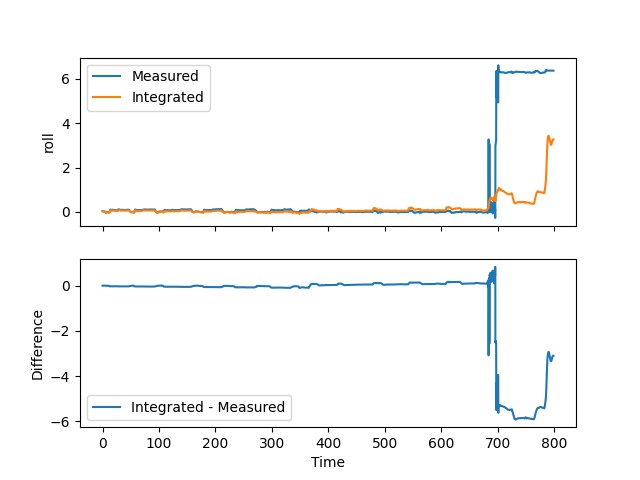 6
4
2
0
roll
Measured
Integrated
0
−2
−4
−6
Difference
Integrated - Measured
0 100 200 300 400 500 600 700 800
Time